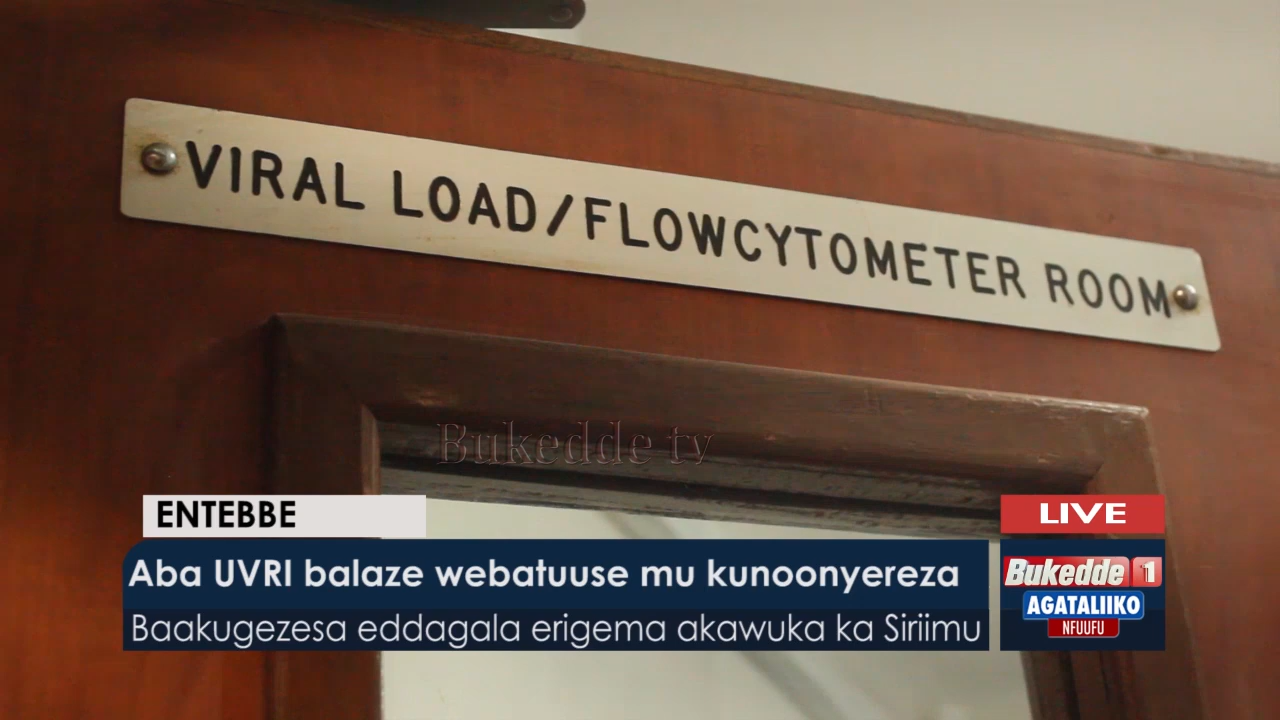 VIRAL LOAD/FLOWCYTOMETER ROOM
Bukedde tv
ENTEBBE
LIVE
Aba UVRI balaze webatuuse mu kunoonyereza
Baakugezesa eddagala erigema akawuka ka Siriimu
Bukedde 1
AGATALIIKO
NFUUFU